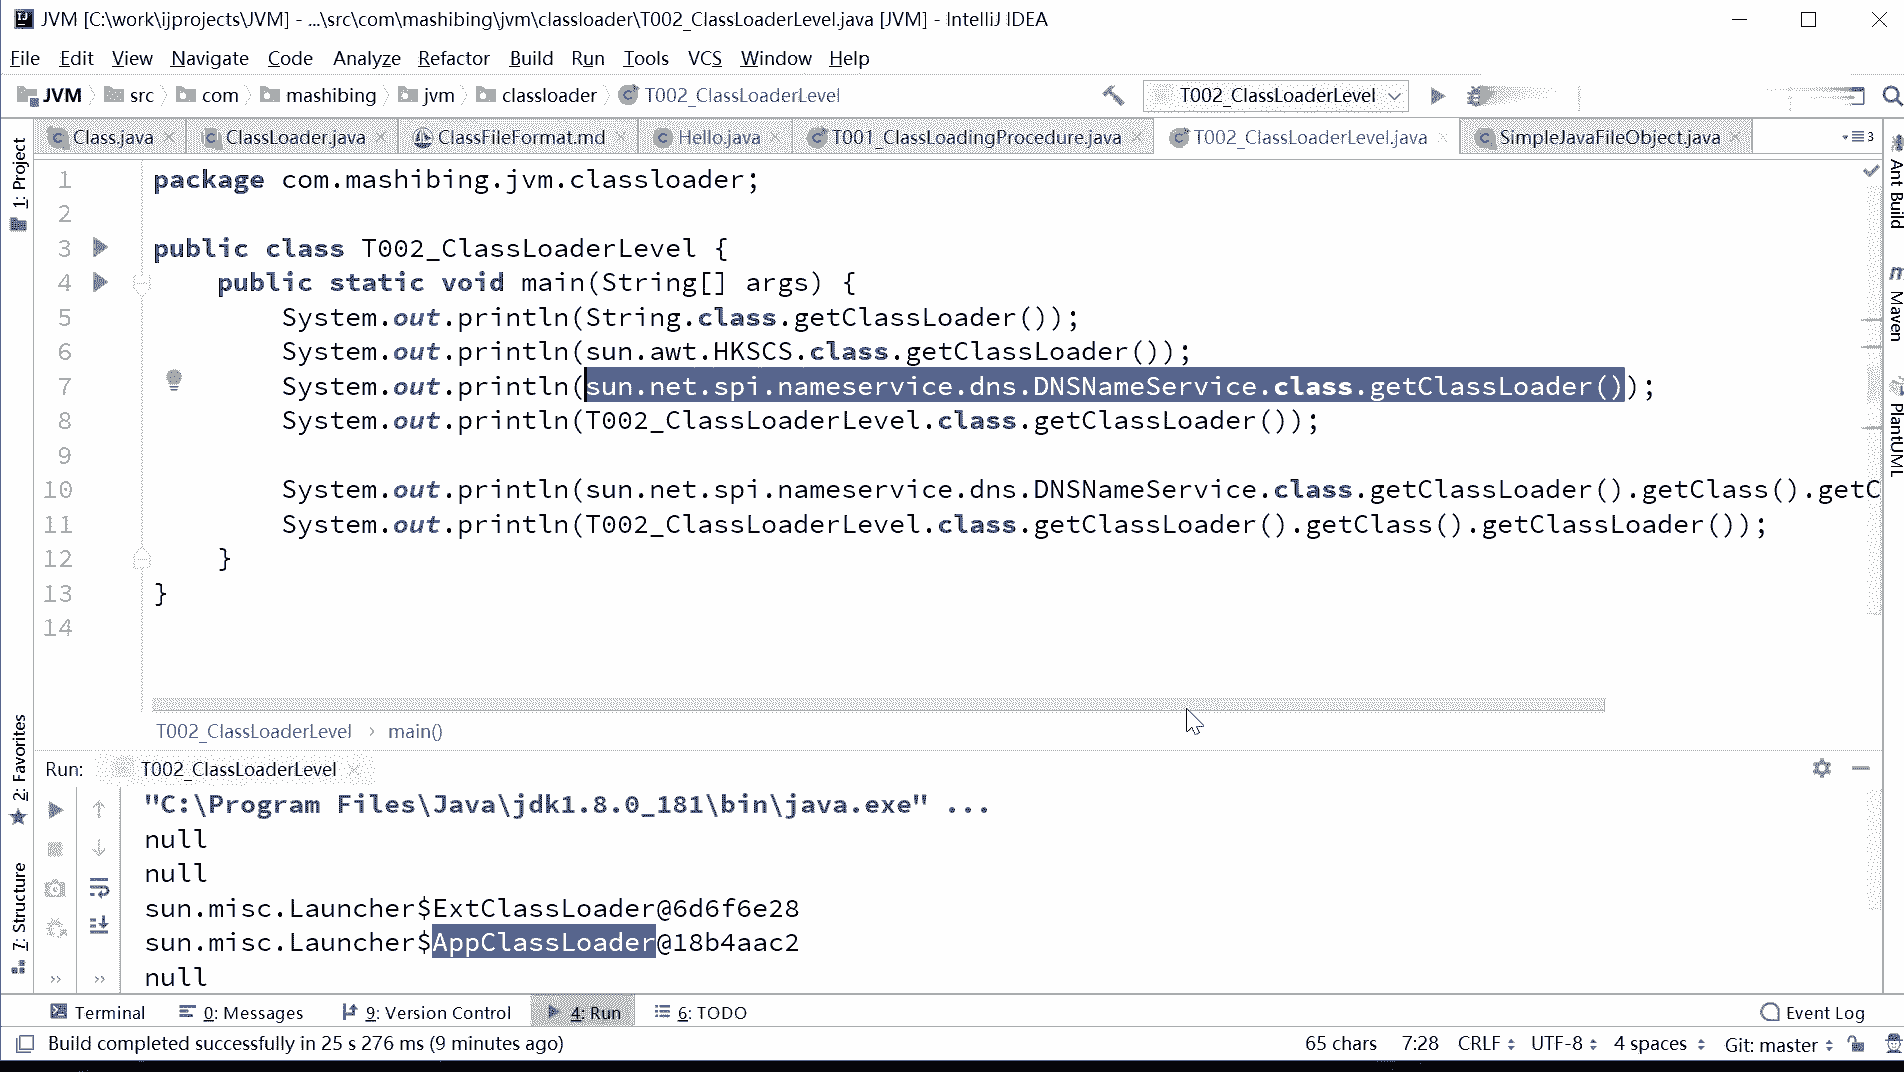 JVM [C:\work\ijprojects\JVM] - ...\src\com\mashibing\jvm\classloader\T002_ClassLoaderLevel.java [JVM] - IntelliJ IDEA
File Edit View Navigate Code Analyze Refactor Build Run Tools VCS Window Help
JVM src com mashibing jvm classloader T002_ClassLoaderLevel T002_ClassLoaderLevel
Class.java ClassLoader.java ClassFileFormat.md Hello.java T001_ClassLoadingProcedure.java T002_ClassLoaderLevel.java SimpleJavaFileObject.java 3
1: Project
Ant Build
Maven
PlantUML
1 package com.mashibing.jvm.classloader;
2
3 public class T002_ClassLoaderLevel {
4 public static void main(String[] args) {
5 System.out.println(String.class.getClassLoader());
6 System.out.println(sun.awt.HKSCS.class.getClassLoader());
7 System.out.println(sun.net.spi.nameservice.dns.DNSNameService.class.getClassLoader());
8 System.out.println(T002_ClassLoaderLevel.class.getClassLoader());
9
10 System.out.println(sun.net.spi.nameservice.dns.DNSNameService.class.getClassLoader().getClass().getC
11 System.out.println(T002_ClassLoaderLevel.class.getClassLoader().getClass().getClassLoader());
12 }
13 }
14
T002_ClassLoaderLevel › main()
2: Favorites
7: Structure
Run: T002_ClassLoaderLevel
"C:\Program Files\Java\jdk1.8.0_181\bin\java.exe" ...
null
null
sun.misc.Launcher$ExtClassLoader@6d6f6e28
sun.misc.Launcher$AppClassLoader@18b4aac2
null
Terminal 0: Messages 9: Version Control 4: Run 6: TODO Event Log
Build completed successfully in 25 s 276 ms (9 minutes ago) 65 chars 7:28 CRLF UTF-8 4 spaces Git: master